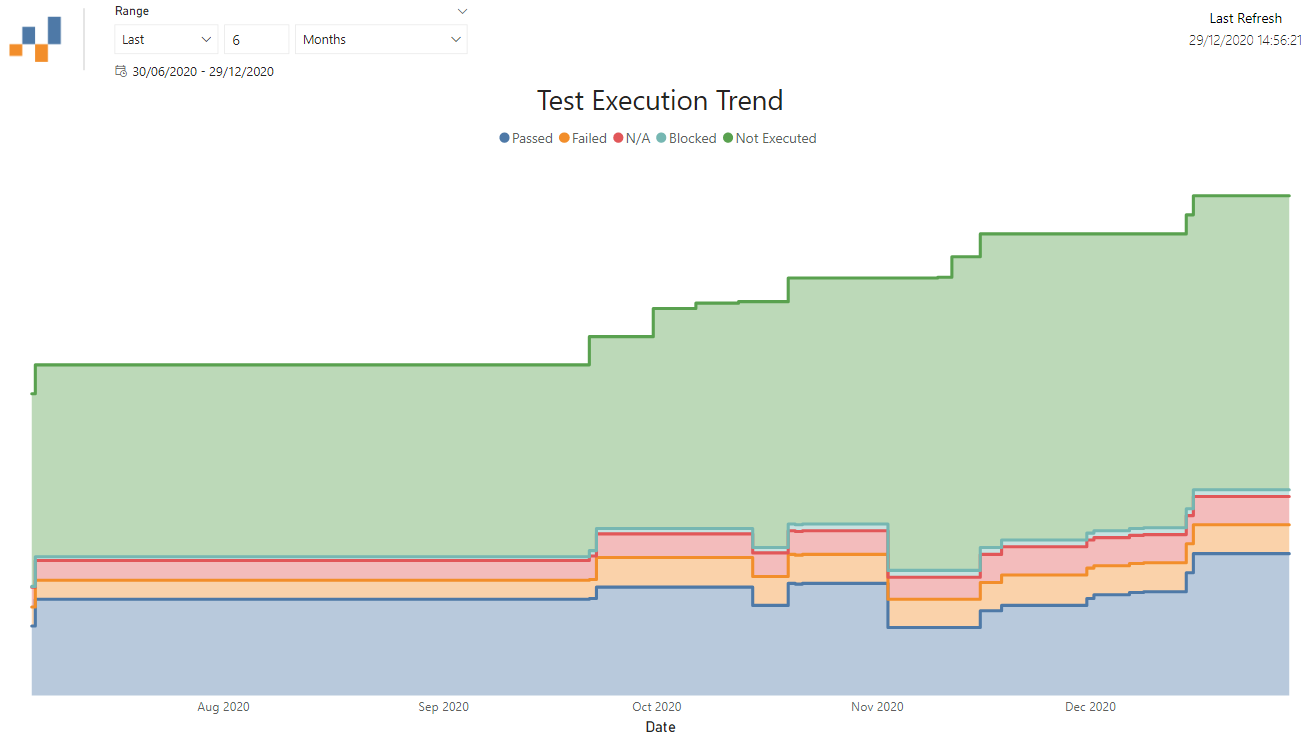 Range
Last 6 Months
30/06/2020 - 29/12/2020
Last Refresh
29/12/2020 14:56:21
Test Execution Trend
Passed Failed N/A Blocked Not Executed
Aug 2020 Sep 2020 Oct 2020 Nov 2020 Dec 2020
Date